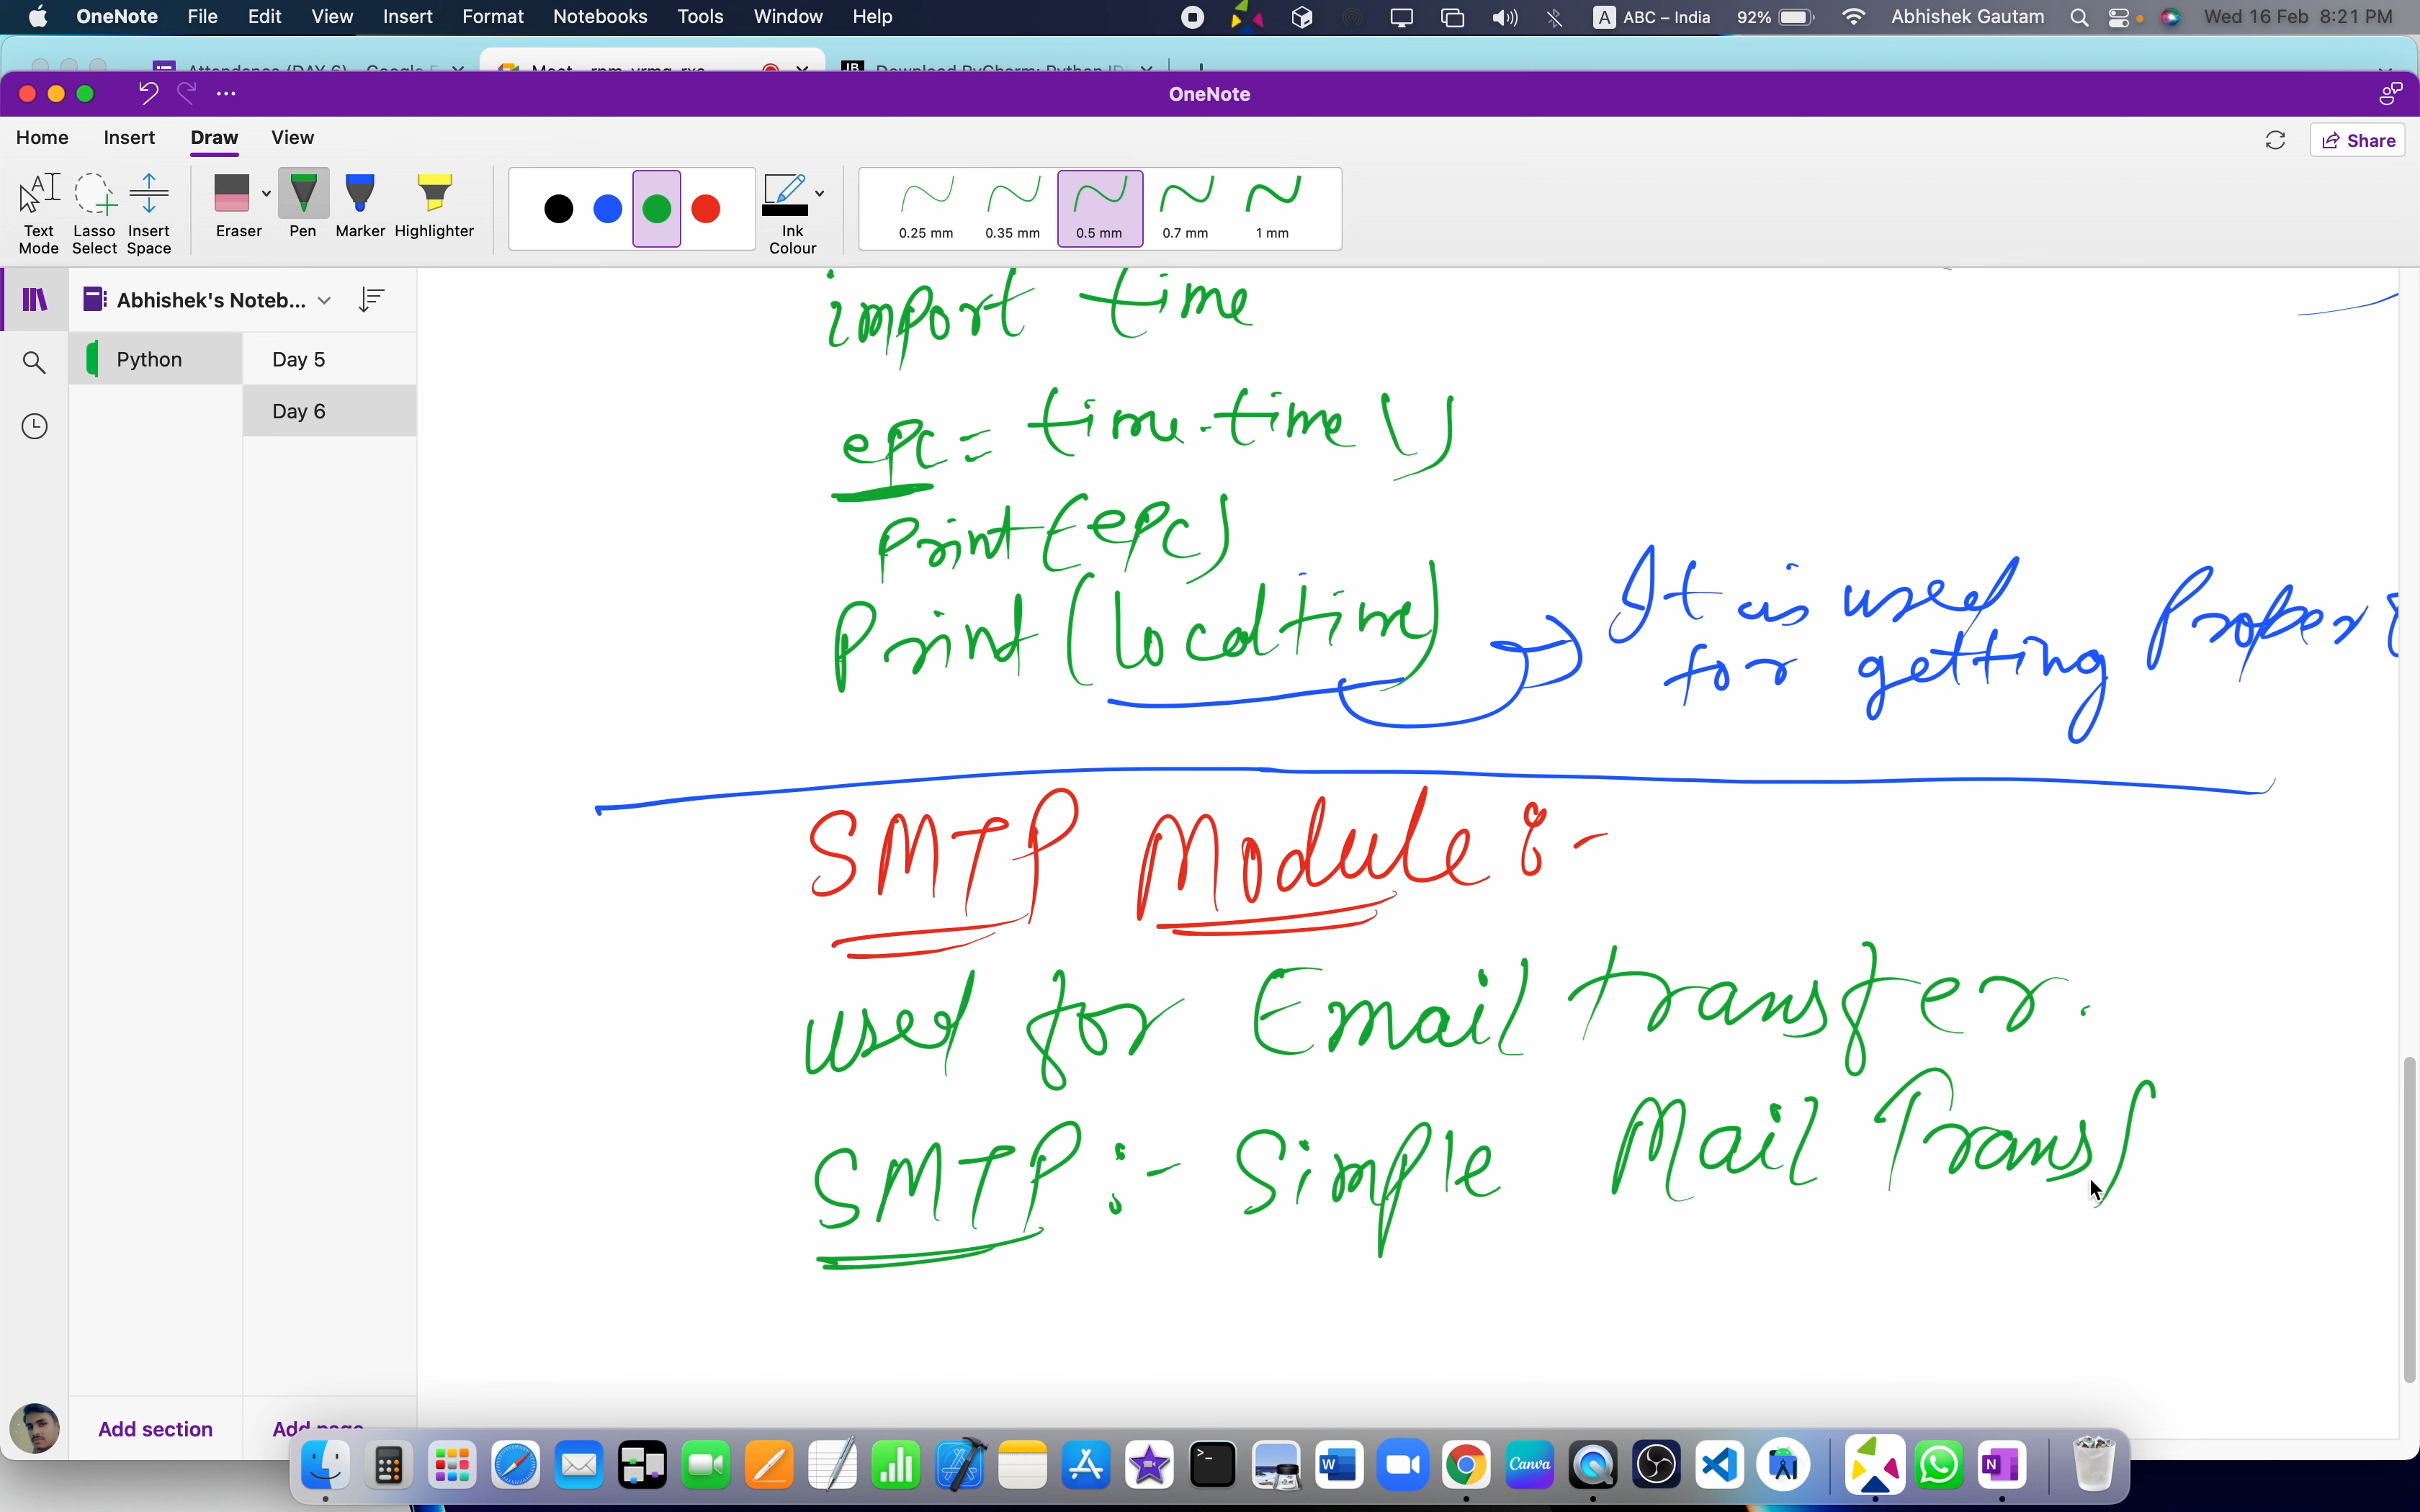 OneNote File Edit View Insert Format Notebooks Tools Window Help A ABC – India 92% Abhishek Gautam Wed 16 Feb 8:21 PM
OneNote
Home Insert Draw View Share
Text Mode Lasso Select Insert Space Eraser Pen Marker Highlighter Ink Colour 0.25 mm 0.35 mm 0.5 mm 0.7 mm 1 mm
Abhishek's Noteb...
Python Day 5
Day 6
import time
epc = time.time()
Print(epc)
Print(localtime)
It is used
for getting Proper
SMTP Module :-
used for Email transfer.
SMTP :- Simple Mail Transf
Add section
Canva